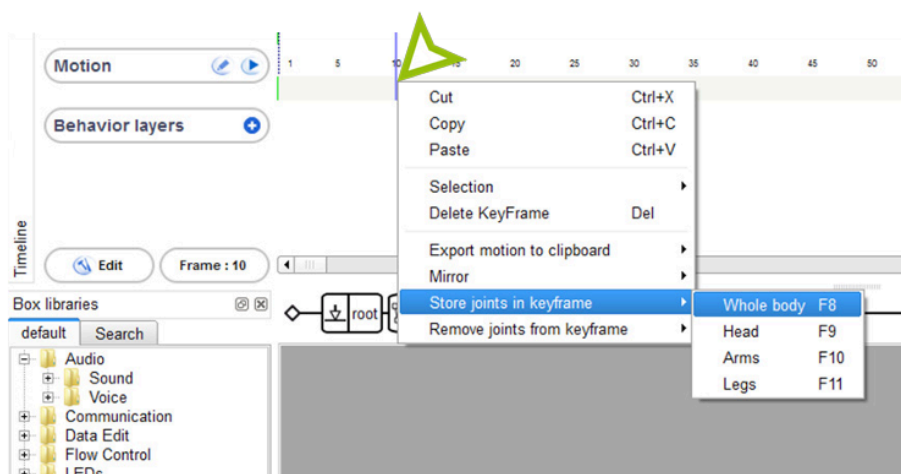 Motion
1 5 10 15 20 25 30 35 40 45 50
Behavior layers
Timeline
Edit
Frame : 10
Cut Ctrl+X
Copy Ctrl+C
Paste Ctrl+V
Selection
Delete KeyFrame Del
Export motion to clipboard
Mirror
Store joints in keyframe
Remove joints from keyframe
Whole body F8
Head F9
Arms F10
Legs F11
root
Box libraries
default Search
Audio
Sound
Voice
Communication
Data Edit
Flow Control
LEDs